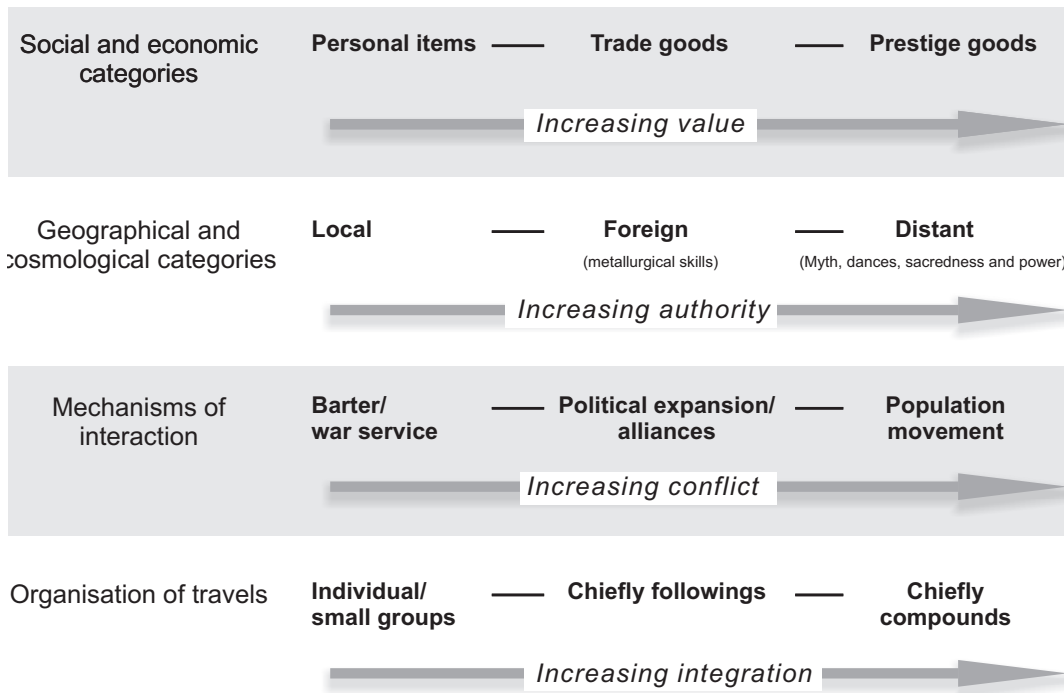 Social and economic
categories
Personal items — Trade goods — Prestige goods
Increasing value
Geographical and
cosmological categories
Local — Foreign — Distant
(metallurgical skills) (Myth, dances, sacredness and power)
Increasing authority
Mechanisms of
interaction
Barter/ — Political expansion/ — Population
war service alliances movement
Increasing conflict
Organisation of travels
Individual/ — Chiefly followings — Chiefly
small groups compounds
Increasing integration